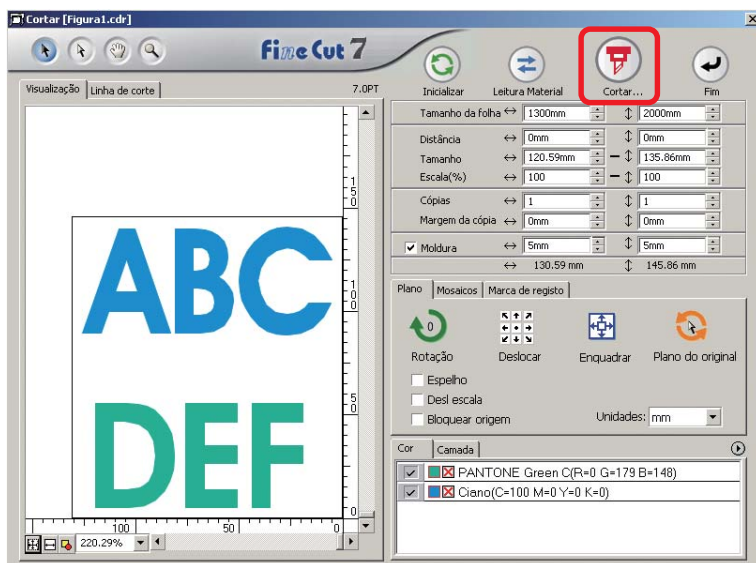 Cortar [Figura1.cdr]
Fine Cut 7
Inicializar Leitura Material Cortar... Fim
Visualização Linha de corte 7.0PT
Tamanho da folha 1300mm 2000mm
Distância 0mm 0mm
Tamanho 120.59mm 135.86mm
Escala(%) 100 100
Cópias 1 1
Margem da cópia 0mm 0mm
Moldura 5mm 5mm
130.59 mm 145.86 mm
Plano Mosaicos Marca de registo
0
Rotação Deslocar Enquadrar Plano do original
Espelho
Desl escala
Bloquear origem Unidades: mm
Cor Camada
PANTONE Green C(R=0 G=179 B=148)
Ciano(C=100 M=0 Y=0 K=0)
ABC
DEF
150
100
50
0
100 50 0
220.29%